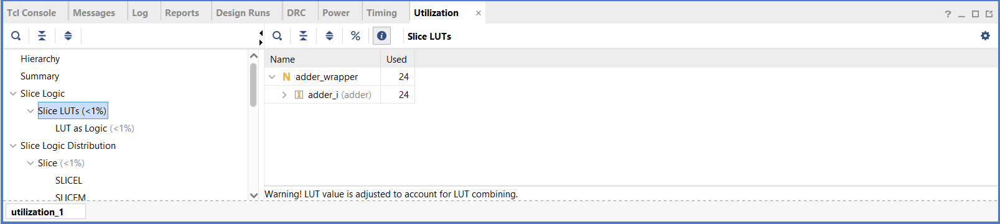 Tcl Console Messages Log Reports Design Runs DRC Power Timing Utilization × ?
% i Slice LUTs
Hierarchy
Summary
Slice Logic
Slice LUTs (<1%)
LUT as Logic (<1%)
Slice Logic Distribution
Slice (<1%)
SLICEL
SLICEM
Name Used
N adder_wrapper 24
I adder_i (adder) 24
Warning! LUT value is adjusted to account for LUT combining.
utilization_1